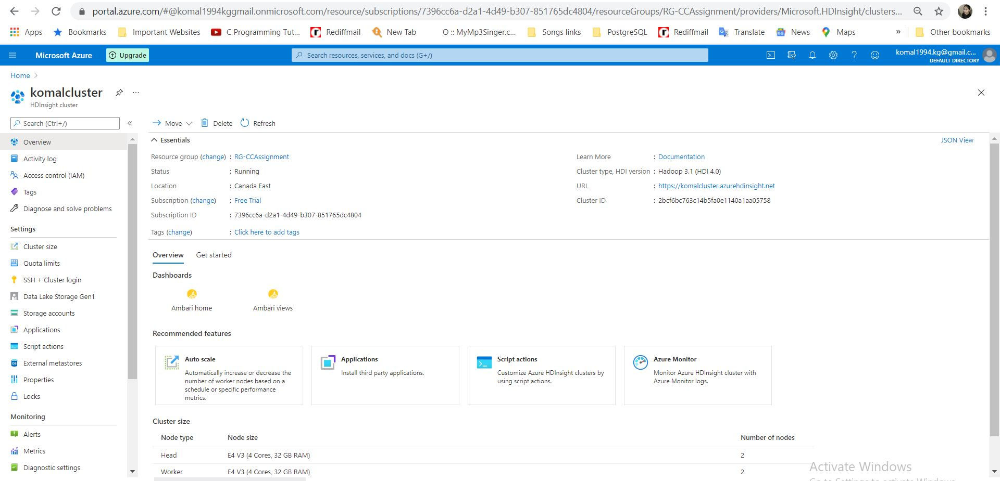 portal.azure.com/#@komal1994kggmail.onmicrosoft.com/resource/subscriptions/7396cc6a-d2a1-4d49-b307-851765dc4804/resourceGroups/RG-CCAssignment/providers/Microsoft.HDInsight/clusters...
Apps Bookmarks Important Websites C Programming Tut... Rediffmail New Tab O :: MyMp3Singer.c... Songs links PostgreSQL Rediffmail Translate News Maps » Other bookmarks
Microsoft Azure Upgrade Search resources, services, and docs (G+/) komal1994.kg@gmail.c...
DEFAULT DIRECTORY
Home >
komalcluster ...
HDInsight cluster
Search (Ctrl+/) « Move Delete Refresh
Overview
Activity log
Access control (IAM)
Tags
Diagnose and solve problems
Settings
Cluster size
Quota limits
SSH + Cluster login
Data Lake Storage Gen1
Storage accounts
Applications
Script actions
External metastores
Properties
Locks
Monitoring
Alerts
Metrics
Diagnostic settings
Essentials JSON View
Resource group (change) : RG-CCAssignment
Status : Running
Location : Canada East
Subscription (change) : Free Trial
Subscription ID : 7396cc6a-d2a1-4d49-b307-851765dc4804
Tags (change) : Click here to add tags
Learn More : Documentation
Cluster type, HDI version : Hadoop 3.1 (HDI 4.0)
URL : https://komalcluster.azurehdinsight.net
Cluster ID : 2bcf6bc763c14b5fa0e1140a1aa05758
Overview Get started
Dashboards
Ambari home Ambari views
Recommended features
Auto scale
Automatically increase or decrease the
number of worker nodes based on a
schedule or specific performance
metrics.
Applications
Install third party applications.
Script actions
Customize Azure HDInsight clusters by
using script actions.
Azure Monitor
Monitor Azure HDInsight cluster with
Azure Monitor logs.
Cluster size
Node type Node size Number of nodes
Head E4 V3 (4 Cores, 32 GB RAM) 2
Worker E4 V3 (4 Cores, 32 GB RAM) 2
Activate Windows